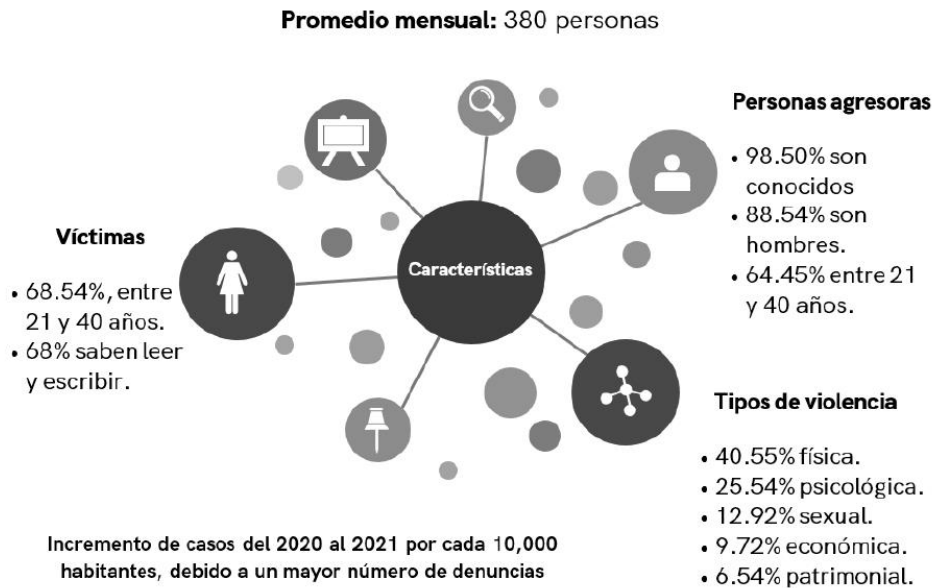 Promedio mensual: 380 personas
Personas agresoras
• 98.50% son
conocidos
• 88.54% son
hombres.
• 64.45% entre 21
y 40 años.
Víctimas
• 68.54%, entre
21 y 40 años.
• 68% saben leer
y escribir.
Características
Tipos de violencia
• 40.55% física.
• 25.54% psicológica.
• 12.92% sexual.
• 9.72% económica.
• 6.54% patrimonial.
Incremento de casos del 2020 al 2021 por cada 10,000
habitantes, debido a un mayor número de denuncias